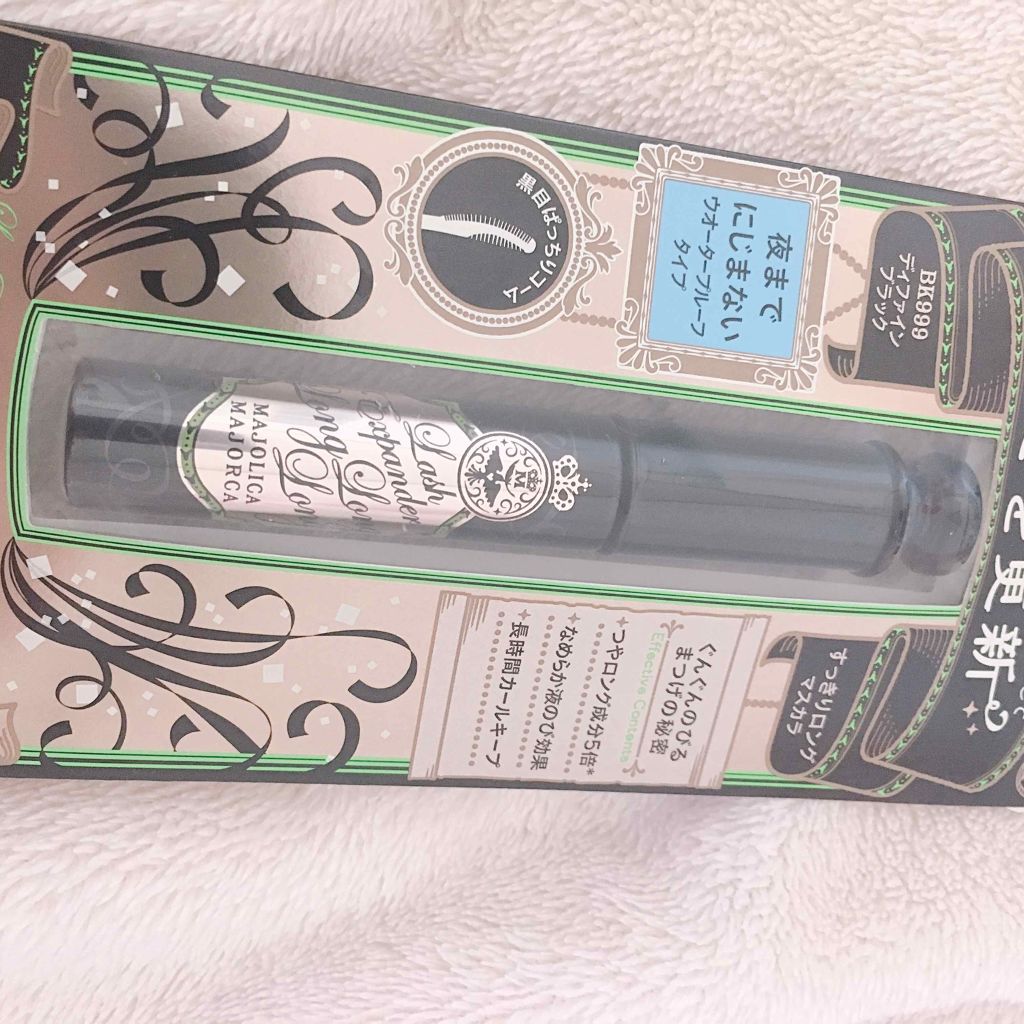 と更新
BK999
ディファイン
ブラック
すっきりロング
マスカラ
夜まで
にじまない
ウオータープルーフ
タイプ
黒目ぱっちりコーム
ぐんぐんのびる
まつげの秘密
Effective Contents
つやロング成分5倍*
なめらか液のび効果
長時間カールキープ
Lash
Expander
Long Lon
Lon
MAJOLICA
MAJORCA
M